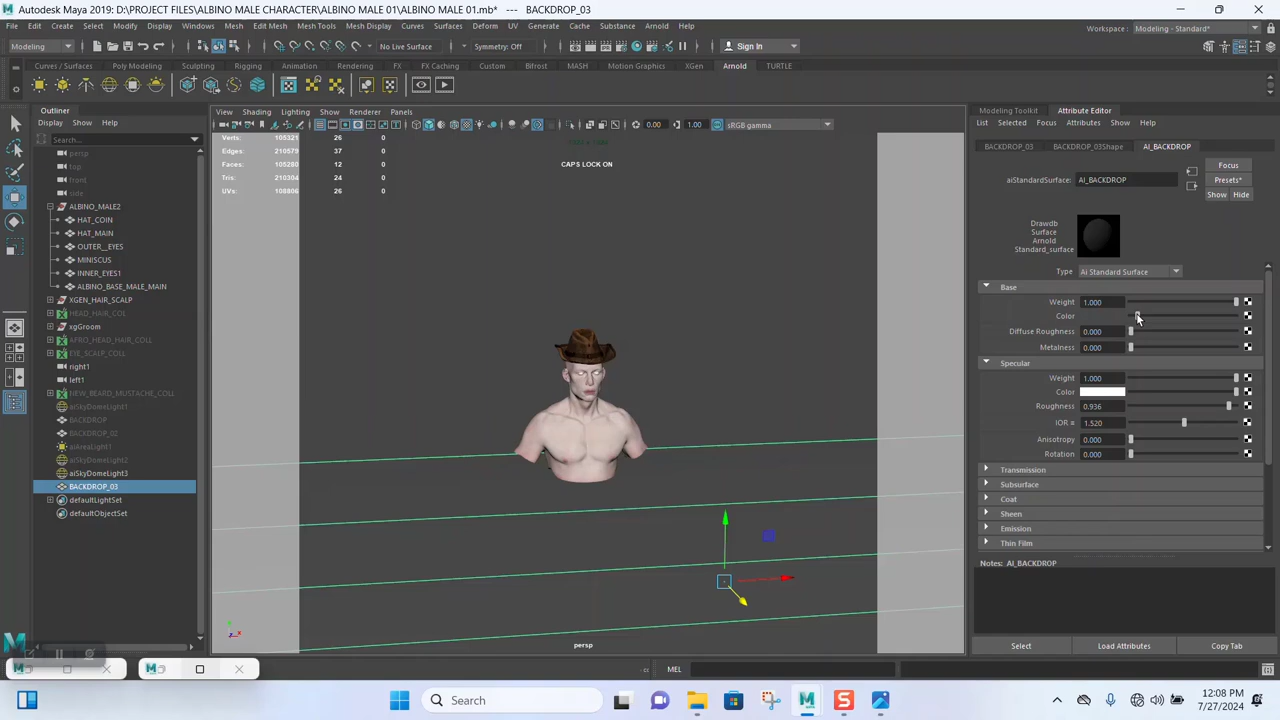 Autodesk Maya 2019: D:\PROJECT FILES\ALBINO MALE CHARACTER\ALBINO MALE 01\ALBINO MALE 01.mb* --- BACKDROP_03
File Edit Create Select Modify Display Windows Mesh Edit Mesh Mesh Tools Mesh Display Curves Surfaces Deform UV Generate Cache Substance Arnold Help
Workspace: Modeling - Standard*
Modeling No Live Surface Symmetry: Off Sign In
Curves / Surfaces Poly Modeling Sculpting Rigging Animation Rendering FX FX Caching Custom Bifrost MASH Motion Graphics XGen Arnold TURTLE
Outliner
Display Show Help
Search...
persp
top
front
side
ALBINO_MALE2
HAT_COIN
HAT_MAIN
OUTER__EYES
MINISCUS
INNER_EYES1
ALBINO_BASE_MALE_MAIN
XGEN_HAIR_SCALP
HEAD_HAIR_COL
xgGroom
AFRO_HEAD_HAIR_COLL
EYE_SCALP_COLL
right1
left1
NEW_BEARD_MUSTACHE_COLL
aiSkyDomeLight1
BACKDROP
BACKDROP_02
aiAreaLight1
aiSkyDomeLight2
aiSkyDomeLight3
BACKDROP_03
defaultLightSet
defaultObjectSet
View Shading Lighting Show Renderer Panels
0.00 1.00 sRGB gamma
Verts: 105321 26 0
Edges: 210579 37 0
Faces: 105280 12 0
Tris: 210304 24 0
UVs: 108806 26 0
CAPS LOCK ON
persp
Modeling Toolkit Attribute Editor
List Selected Focus Attributes Show Help
BACKDROP_03 BACKDROP_03Shape AI_BACKDROP
aiStandardSurface: AI_BACKDROP
Focus
Presets*
Show Hide
Drawdb
Surface
Arnold
Standard_surface
Type Ai Standard Surface
Base
Weight 1.000
Color
Diffuse Roughness 0.000
Metalness 0.000
Specular
Weight 1.000
Color
Roughness 0.936
IOR = 1.520
Anisotropy 0.000
Rotation 0.000
Transmission
Subsurface
Coat
Sheen
Emission
Thin Film
Notes: AI_BACKDROP
Select Load Attributes Copy Tab
MEL
Search
12:08 PM
7/27/2024